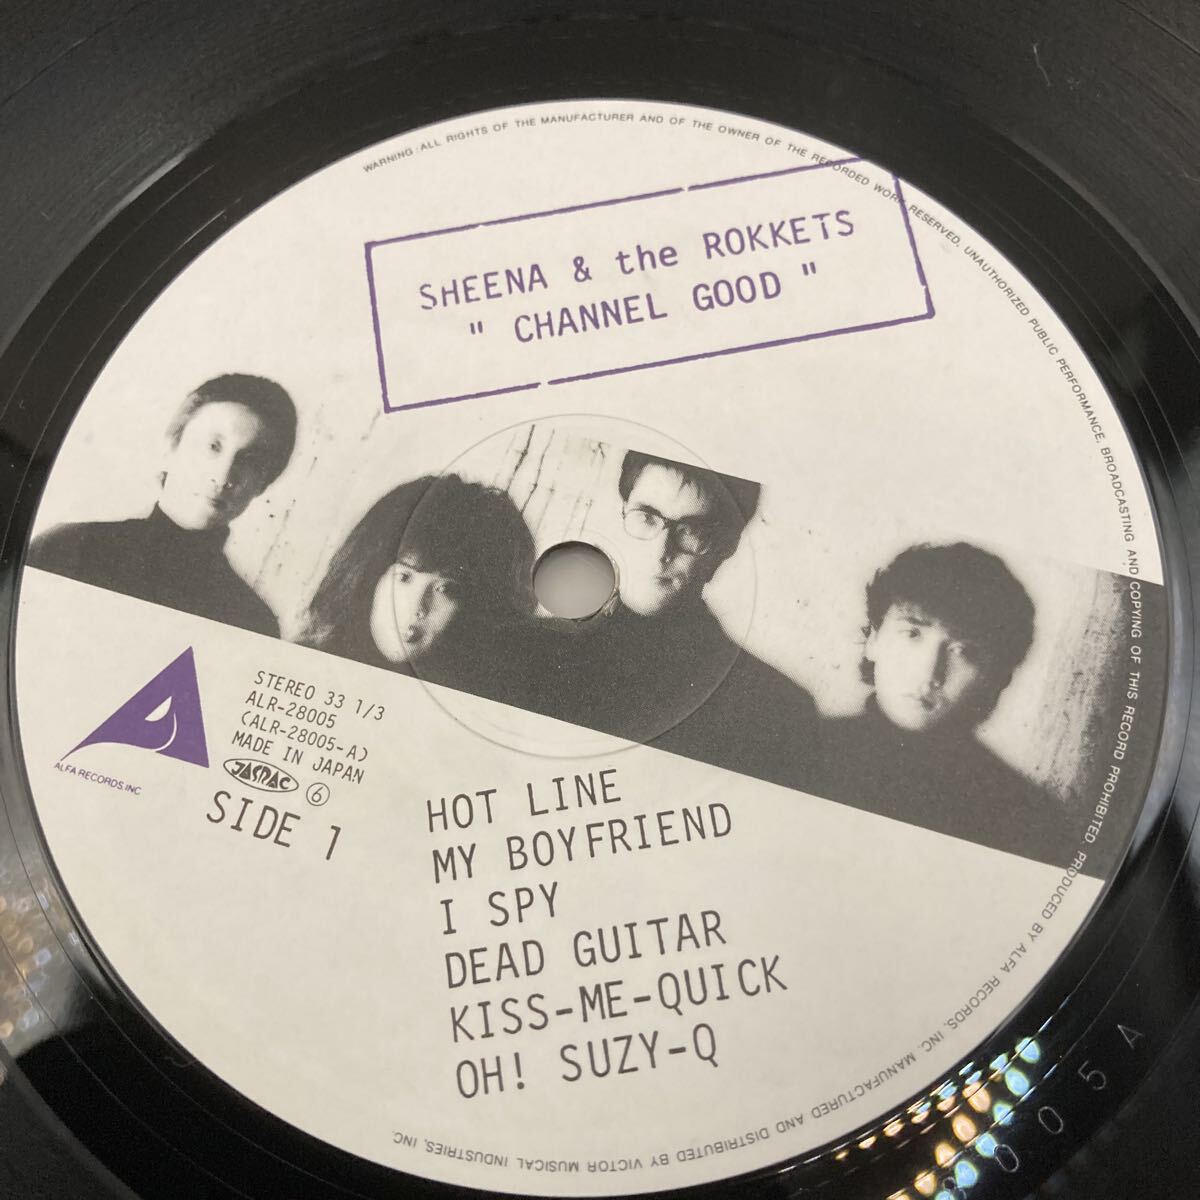 WARNING : ALL RIGHTS OF THE MANUFACTURER AND OF THE OWNER OF THE RECORDED WORK RESERVED. UNAUTHORIZED PUBLIC PERFORMANCE, BROADCASTING AND COPYING OF THIS RECORD PROHIBITED. PRODUCED BY ALFA RECORDS, INC. MANUFACTURED AND DISTRIBUTED BY VICTOR MUSICAL INDUSTRIES, INC.
SHEENA & the ROKKETS
" CHANNEL GOOD "
ALFA RECORDS, INC
STEREO 33 1/3
ALR-28005
(ALR-28005-A)
MADE IN JAPAN
JASRAC 6
SIDE 1
HOT LINE
MY BOYFRIEND
I SPY
DEAD GUITAR
KISS-ME-QUICK
OH! SUZY-Q
8005 A